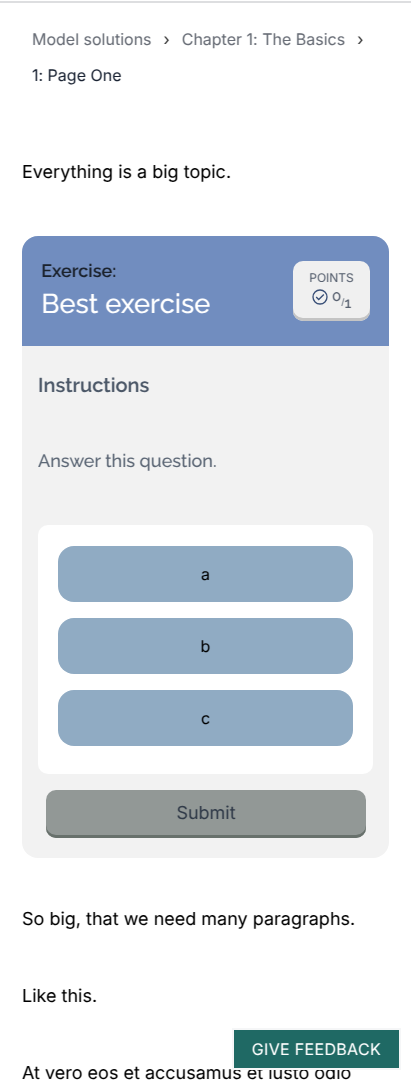 Model solutions › Chapter 1: The Basics ›
1: Page One
Everything is a big topic.
Exercise:
Best exercise
POINTS
0/1
Instructions
Answer this question.
a
b
c
Submit
So big, that we need many paragraphs.
Like this.
GIVE FEEDBACK
At vero eos et accusamus et iusto odio